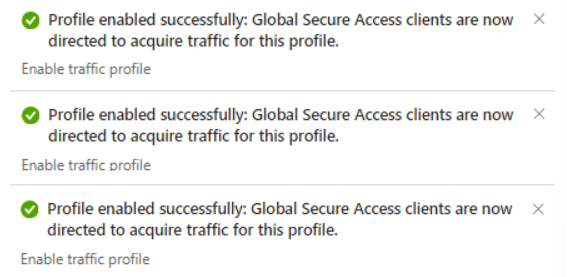 Profile enabled successfully: Global Secure Access clients are now
directed to acquire traffic for this profile.
Enable traffic profile
Profile enabled successfully: Global Secure Access clients are now
directed to acquire traffic for this profile.
Enable traffic profile
Profile enabled successfully: Global Secure Access clients are now
directed to acquire traffic for this profile.
Enable traffic profile